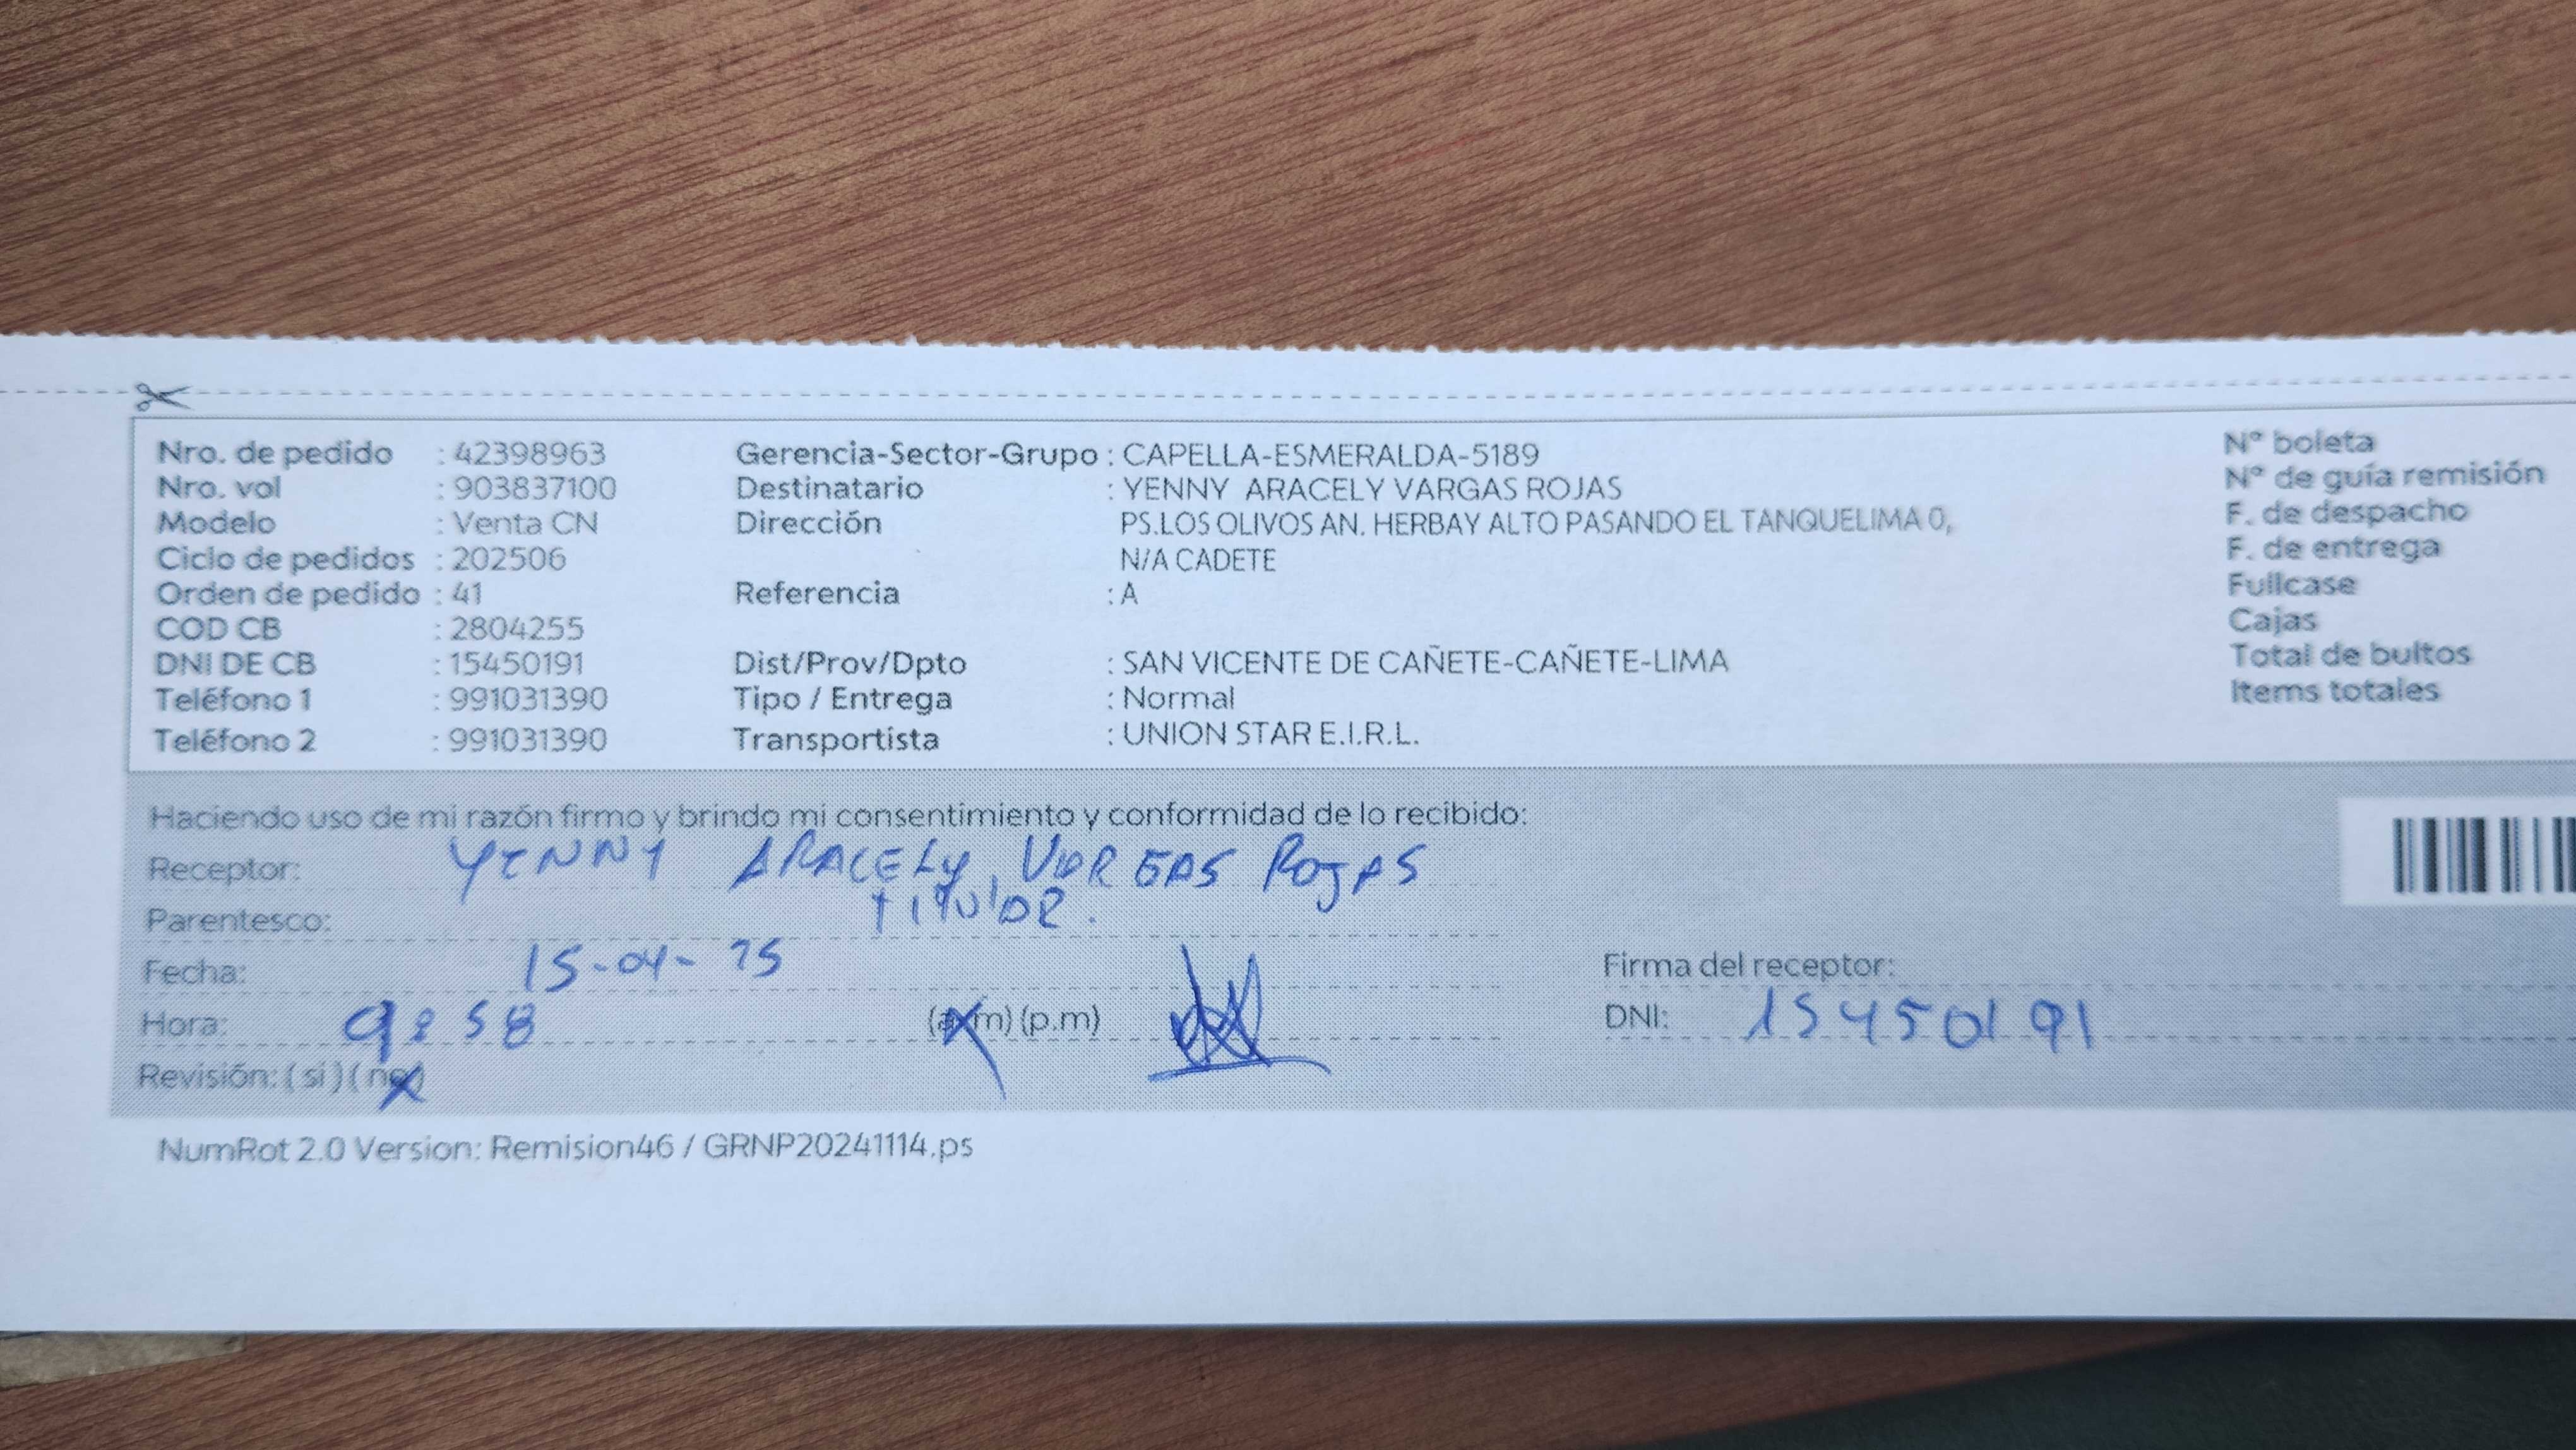 Nro. de pedido : 42398963 Gerencia-Sector-Grupo : CAPELLA-ESMERALDA-5189 N° boleta
Nro. vol : 903837100 Destinatario : YENNY ARACELY VARGAS ROJAS N° de guía remisión
Modelo : Venta CN Dirección PS.LOS OLIVOS AN. HERBAY ALTO PASANDO EL TANQUELIMA 0, F. de despacho
Ciclo de pedidos : 202506 N/A CADETE F. de entrega
Orden de pedido : 41 Referencia : A Fullcase
COD CB : 2804255 Cajas
DNI DE CB : 15450191 Dist/Prov/Dpto : SAN VICENTE DE CAÑETE-CAÑETE-LIMA Total de bultos
Teléfono 1 : 991031390 Tipo / Entrega : Normal Items totales
Teléfono 2 : 991031390 Transportista : UNION STAR E.I.R.L.
Haciendo uso de mi razón firmo y brindo mi consentimiento y conformidad de lo recibido:
Receptor: YENNY ARACELY VARGAS ROJAS
Parentesco: TITULAR.
Fecha: 15-04-25 Firma del receptor:
Hora: 9:58 (a.m) (p.m) DNI: 15450191
Revisión: ( si ) ( no )
NumRot 2.0 Version: Remision46 / GRNP20241114.ps